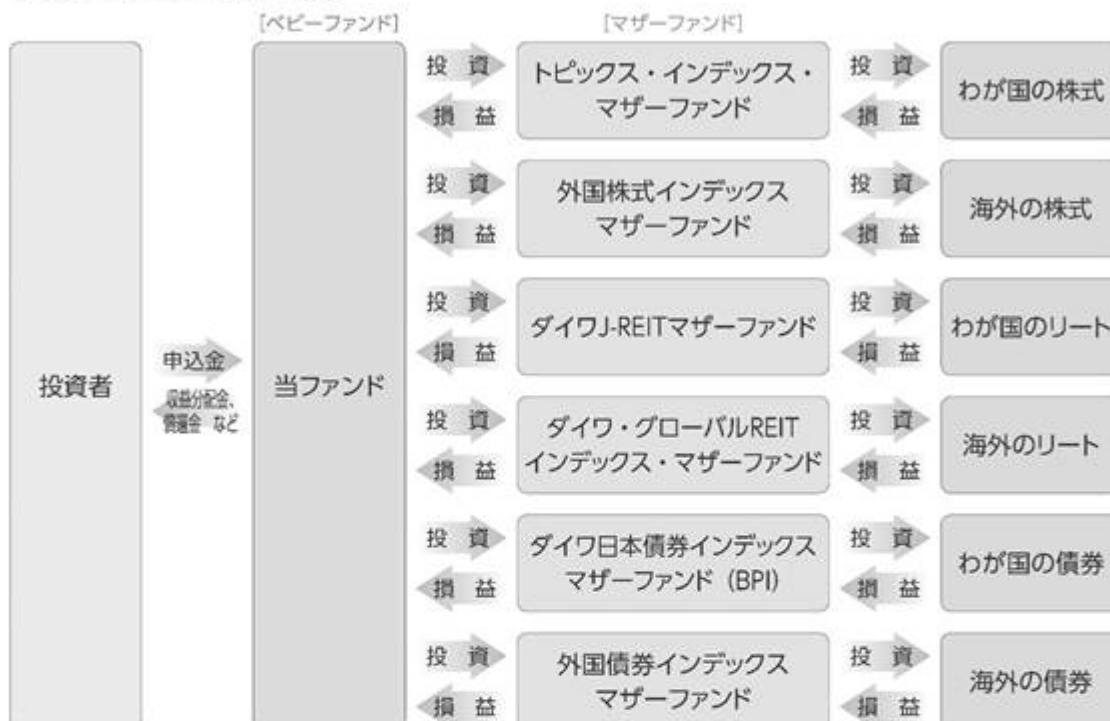 [ベビーファンド]
[マザーファンド]
投資者
申込金
収益分配金、
償還金 など
当ファンド
投 資
損 益
トピックス・インデックス・
マザーファンド
投 資
損 益
わが国の株式
投 資
損 益
外国株式インデックス
マザーファンド
投 資
損 益
海外の株式
投 資
損 益
ダイワJ-REITマザーファンド
投 資
損 益
わが国のリート
投 資
損 益
ダイワ・グローバルREIT
インデックス・マザーファンド
投 資
損 益
海外のリート
投 資
損 益
ダイワ日本債券インデックス
マザーファンド (BPI)
投 資
損 益
わが国の債券
投 資
損 益
外国債券インデックス
マザーファンド
投 資
損 益
海外の債券